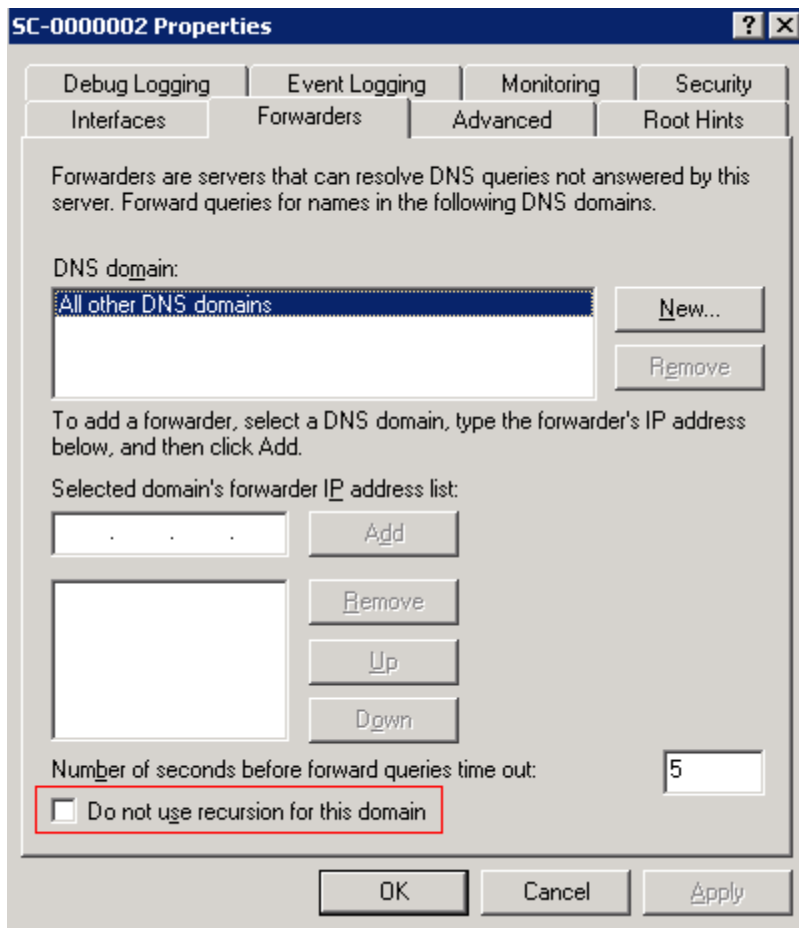 SC-0000002 Properties
Debug Logging
Event Logging
Monitoring
Security
Interfaces
Forwarders
Advanced
Root Hints
Forwarders are servers that can resolve DNS queries not answered by this
server. Forward queries for names in the following DNS domains.
DNS domain:
All other DNS domains
New...
Remove
To add a forwarder, select a DNS domain, type the forwarder's IP address
below, and then click Add.
Selected domain's forwarder IP address list:
. . .
Add
Remove
Up
Down
Number of seconds before forward queries time out:
5
Do not use recursion for this domain
OK
Cancel
Apply